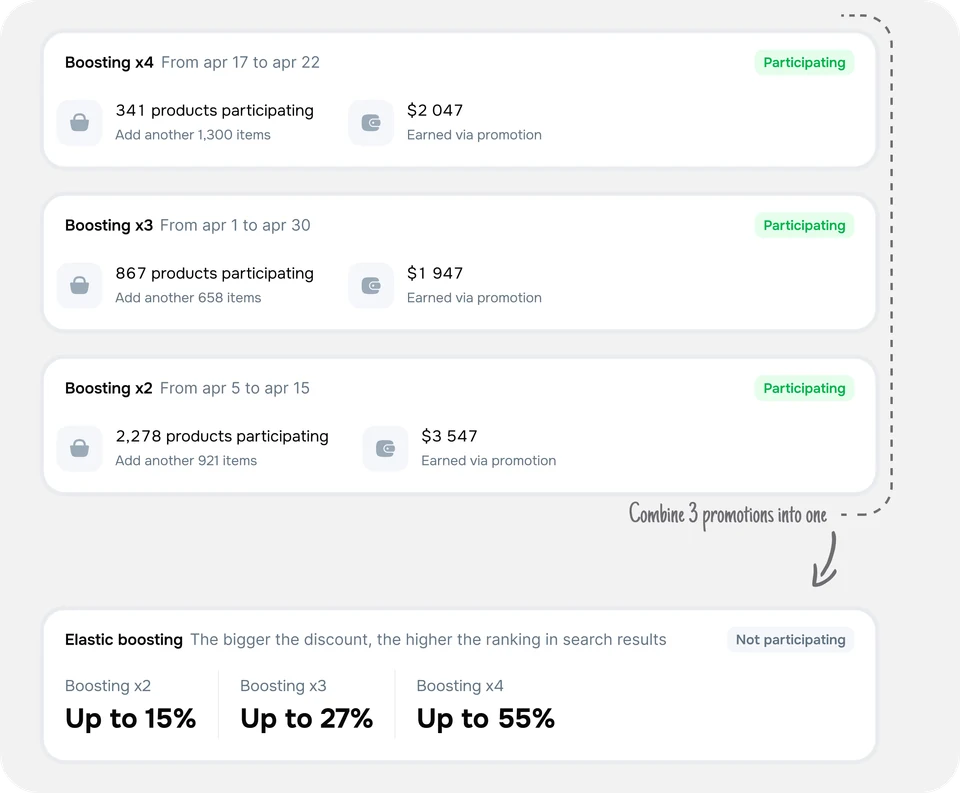 Boosting x4 From apr 17 to apr 22
Participating
341 products participating
Add another 1,300 items
$2 047
Earned via promotion
Boosting x3 From apr 1 to apr 30
Participating
867 products participating
Add another 658 items
$1 947
Earned via promotion
Boosting x2 From apr 5 to apr 15
Participating
2,278 products participating
Add another 921 items
$3 547
Earned via promotion
Combine 3 promotions into one
Elastic boosting The bigger the discount, the higher the ranking in search results
Not participating
Boosting x2
Up to 15%
Boosting x3
Up to 27%
Boosting x4
Up to 55%